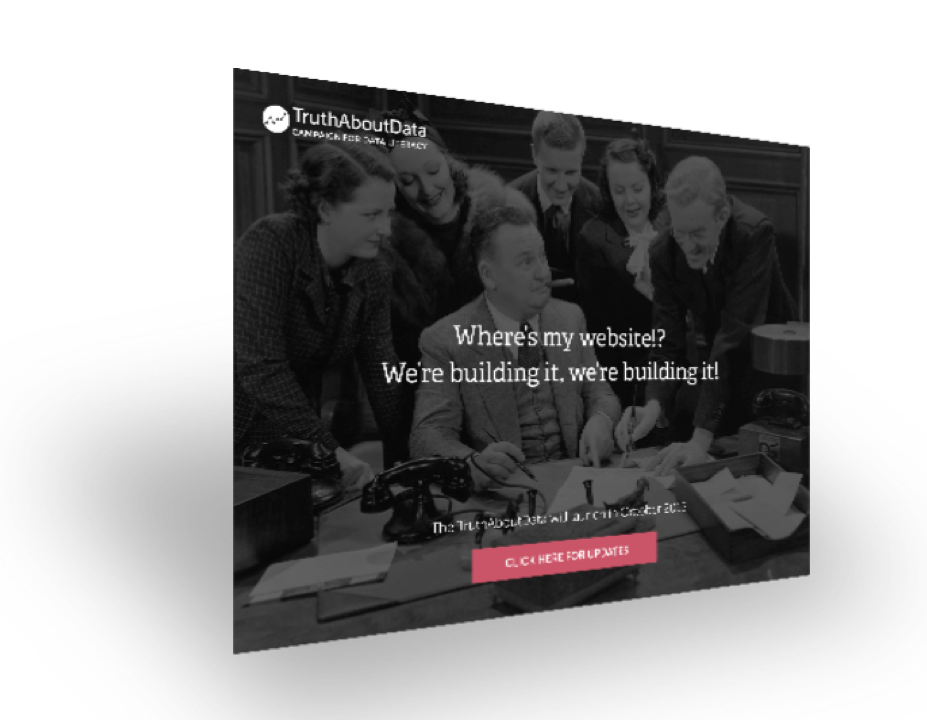 TruthAboutData
CAMPAIGN FOR DATA LITERACY
Where's my website!?
We're building it, we're building it!
The TruthAboutData will launch in October
CLICK HERE FOR UPDATES